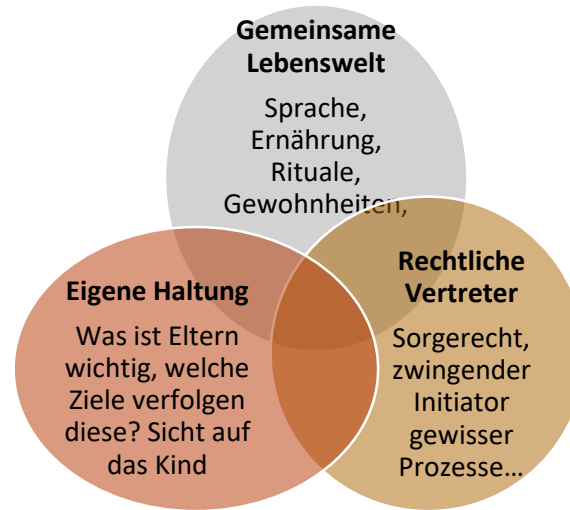 Gemeinsame
Lebenswelt
Sprache,
Ernährung,
Rituale,
Gewohnheiten,
Eigene Haltung
Was ist Eltern
wichtig, welche
Ziele verfolgen
diese? Sicht auf
das Kind
Rechtliche
Vertreter
Sorgerecht,
zwingender
Initiator
gewisser
Prozesse...